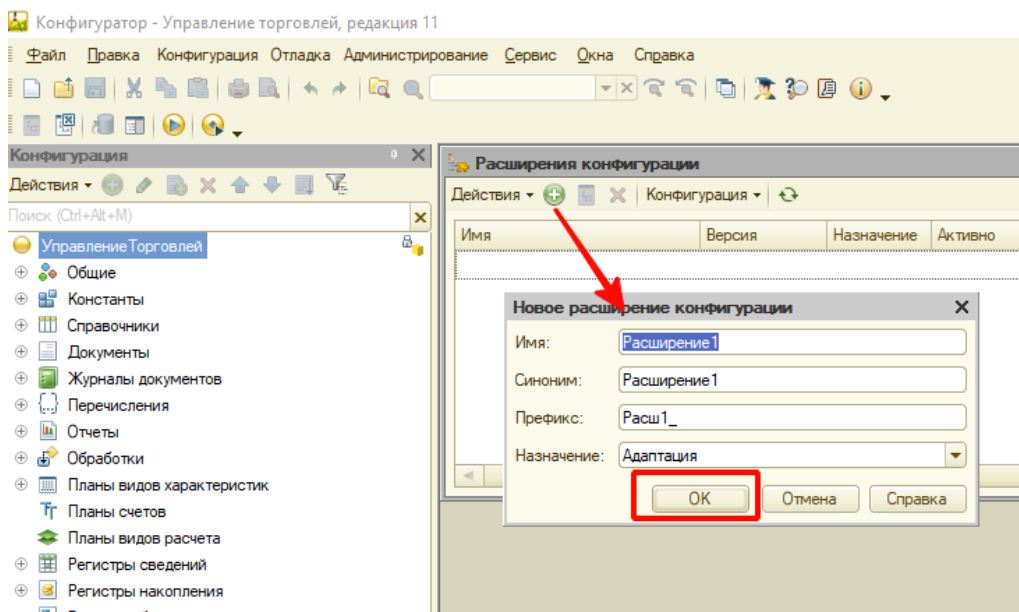 Конфигуратор - Управление торговлей, редакция 11
Файл Правка Конфигурация Отладка Администрирование Сервис Окна Справка
Конфигурация
Действия
Поиск (Ctrl+Alt+M)
УправлениеТорговлей
Общие
Константы
Справочники
Документы
Журналы документов
Перечисления
Отчеты
Обработки
Планы видов характеристик
Планы счетов
Планы видов расчета
Регистры сведений
Регистры накопления
Расширения конфигурации
Действия Конфигурация
Имя Версия Назначение Активно
Новое расширение конфигурации
Имя: Расширение1
Синоним: Расширение1
Префикс: Расш1_
Назначение: Адаптация
OK Отмена Справка